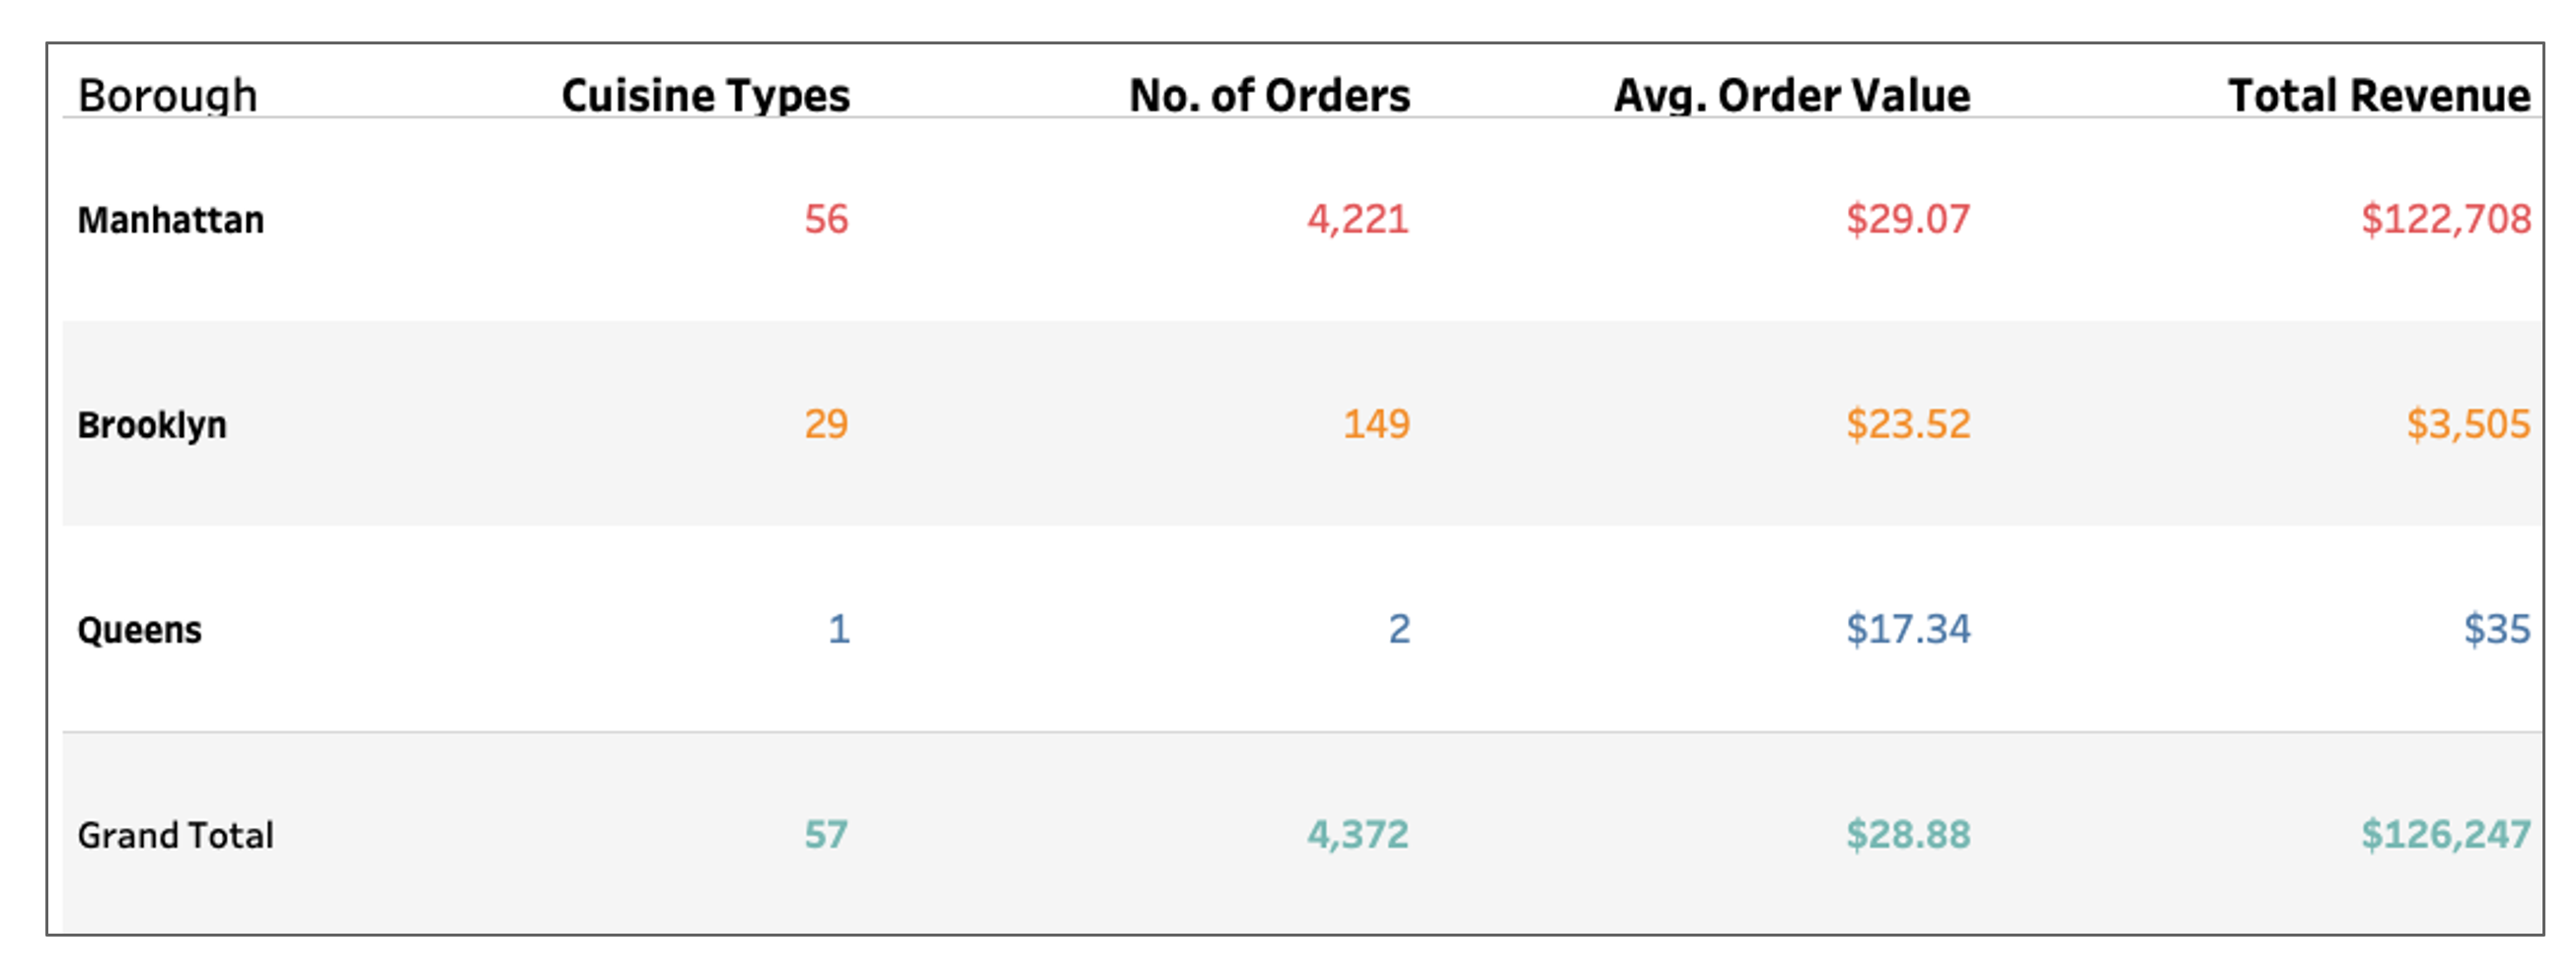 Borough Cuisine Types No. of Orders Avg. Order Value Total Revenue
Manhattan 56 4,221 $29.07 $122,708
Brooklyn 29 149 $23.52 $3,505
Queens 1 2 $17.34 $35
Grand Total 57 4,372 $28.88 $126,247